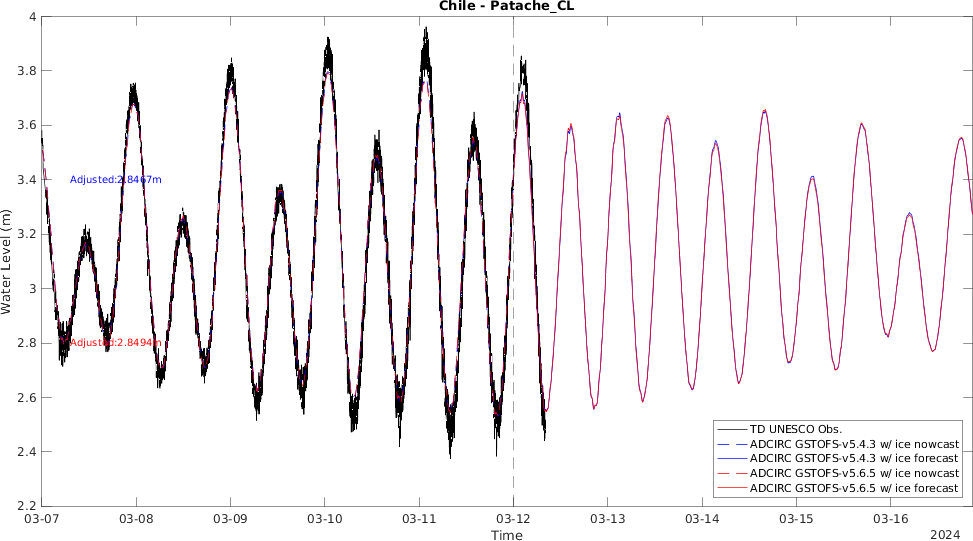 Chile - Patache_CL
4
3.8
3.6
3.4
3.2
3
2.8
2.6
2.4
2.2
Water Level (m)
Adjusted:2.8467m
Adjusted:2.8494m
TD UNESCO Obs.
ADCIRC GSTOFS-v5.4.3 w/ ice nowcast
ADCIRC GSTOFS-v5.4.3 w/ ice forecast
ADCIRC GSTOFS-v5.6.5 w/ ice nowcast
ADCIRC GSTOFS-v5.6.5 w/ ice forecast
03-07 03-08 03-09 03-10 03-11 03-12 03-13 03-14 03-15 03-16
Time
2024